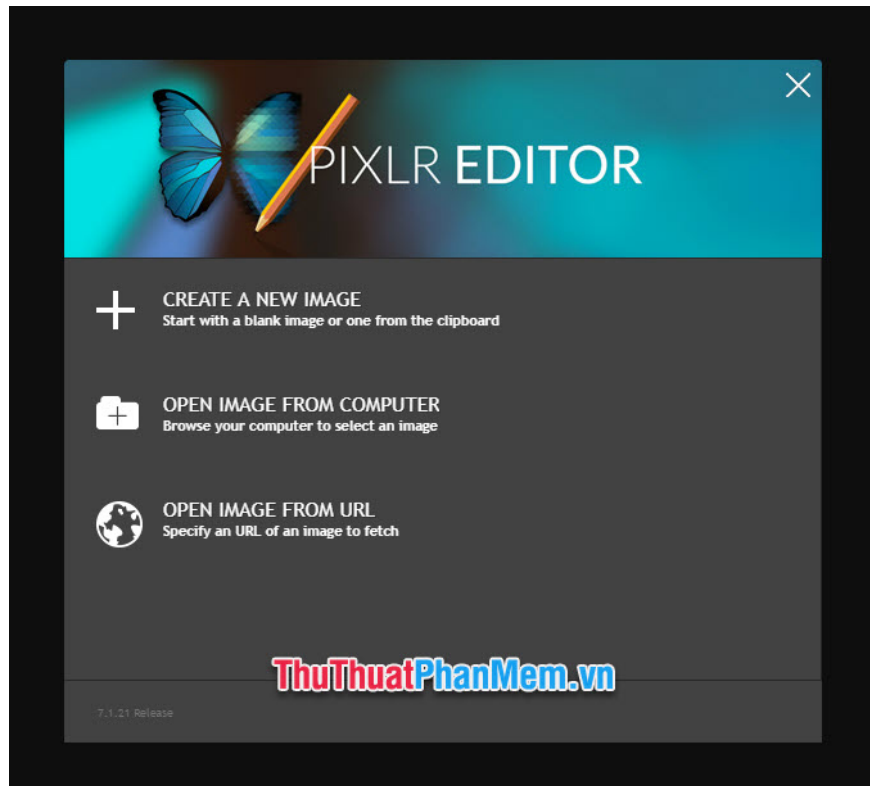 PIXLR EDITOR
CREATE A NEW IMAGE
Start with a blank image or one from the clipboard
OPEN IMAGE FROM COMPUTER
Browse your computer to select an image
OPEN IMAGE FROM URL
Specify an URL of an image to fetch
ThuThuatPhanMem.vn
7.1.21 Release